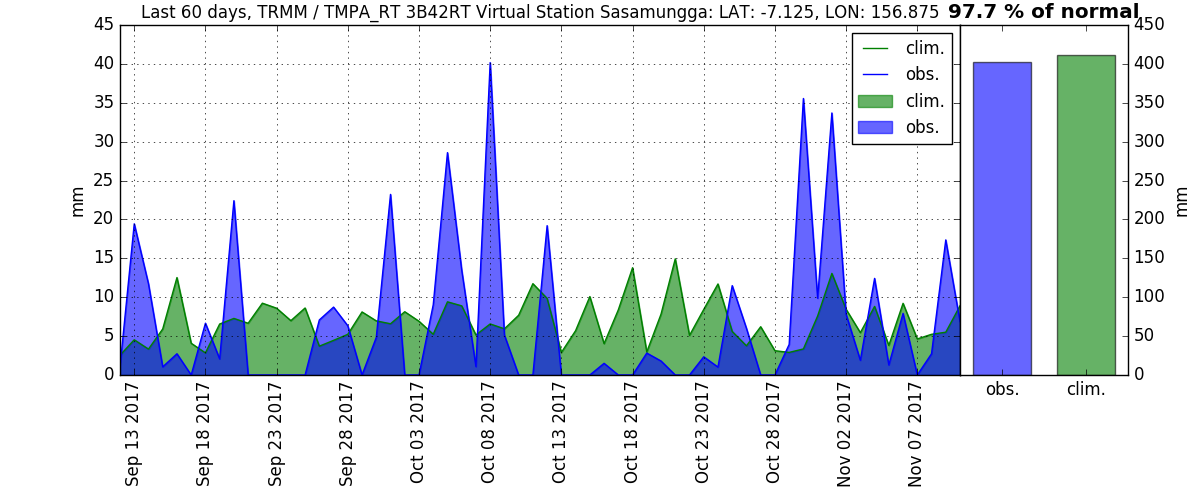 Last 60 days, TRMM / TMPA_RT 3B42RT Virtual Station Sasamungga: LAT: -7.125, LON: 156.875
97.7 % of normal
45
40
35
30
25
20
15
10
5
0
mm
clim.
obs.
clim.
obs.
Sep 13 2017
Sep 18 2017
Sep 23 2017
Sep 28 2017
Oct 03 2017
Oct 08 2017
Oct 13 2017
Oct 18 2017
Oct 23 2017
Oct 28 2017
Nov 02 2017
Nov 07 2017
450
400
350
300
250
200
150
100
50
0
mm
obs.
clim.